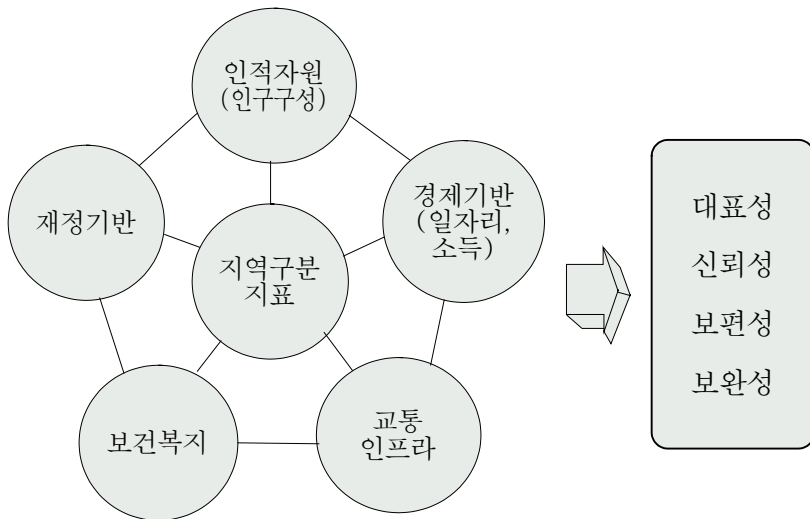 인적자원
(인구구성)
재정기반
경제기반
(일자리,
소득)
지역구분
지표
보건복지
교통
인프라
대표성
신뢰성
보편성
보완성